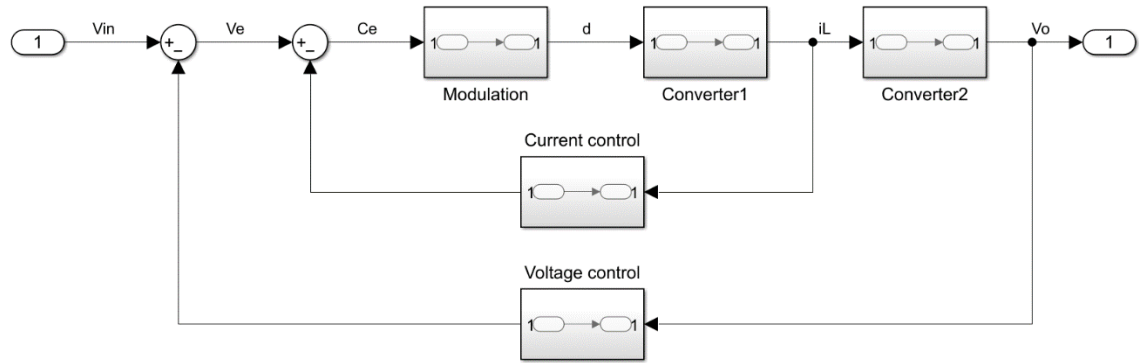 1
Vin
+
−
Ve
+
−
Ce
1
1
Modulation
d
1
1
Converter1
iL
1
1
Converter2
Vo
1
Current control
1
1
Voltage control
1
1